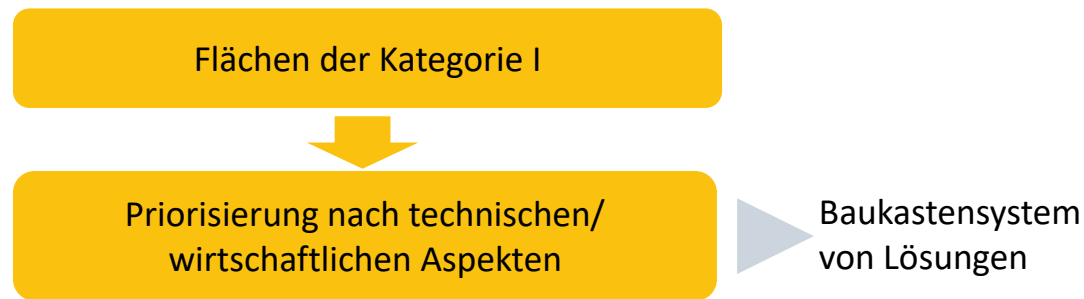 Flächen der Kategorie I
Priorisierung nach technischen/
wirtschaftlichen Aspekten
Baukastensystem
von Lösungen